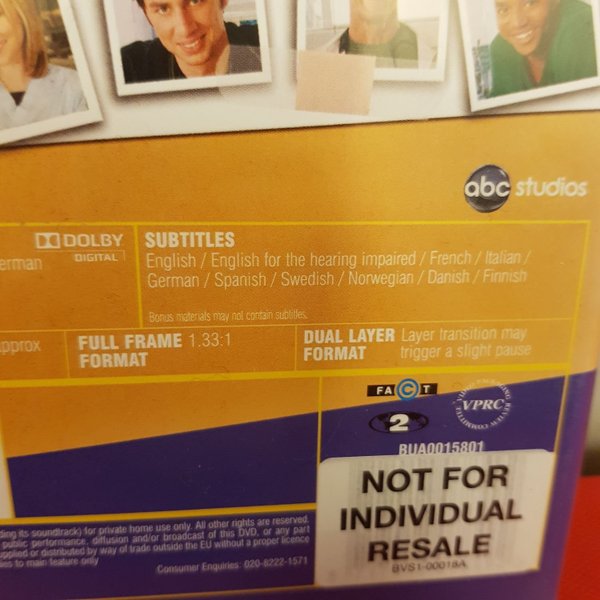 abc studios
DOLBY
DIGITAL
erman
SUBTITLES
English / English for the hearing impaired / French / Italian /
German / Spanish / Swedish / Norwegian / Danish / Finnish
Bonus materials may not contain subtitles.
approx
FULL FRAME 1.33:1
FORMAT
DUAL LAYER Layer transition may
FORMAT trigger a slight pause
FACT
VPRC
2
BUA0015801
NOT FOR
INDIVIDUAL
RESALE
BVS1-00018A
ding its soundtrack) for private home use only. All other rights are reserved.
public performance, diffusion and/or broadcast of this DVD, or any part
upplied or distributed by way of trade outside the EU without a proper licence
ies to main feature only
Consumer Enquiries: 020-8222-1571